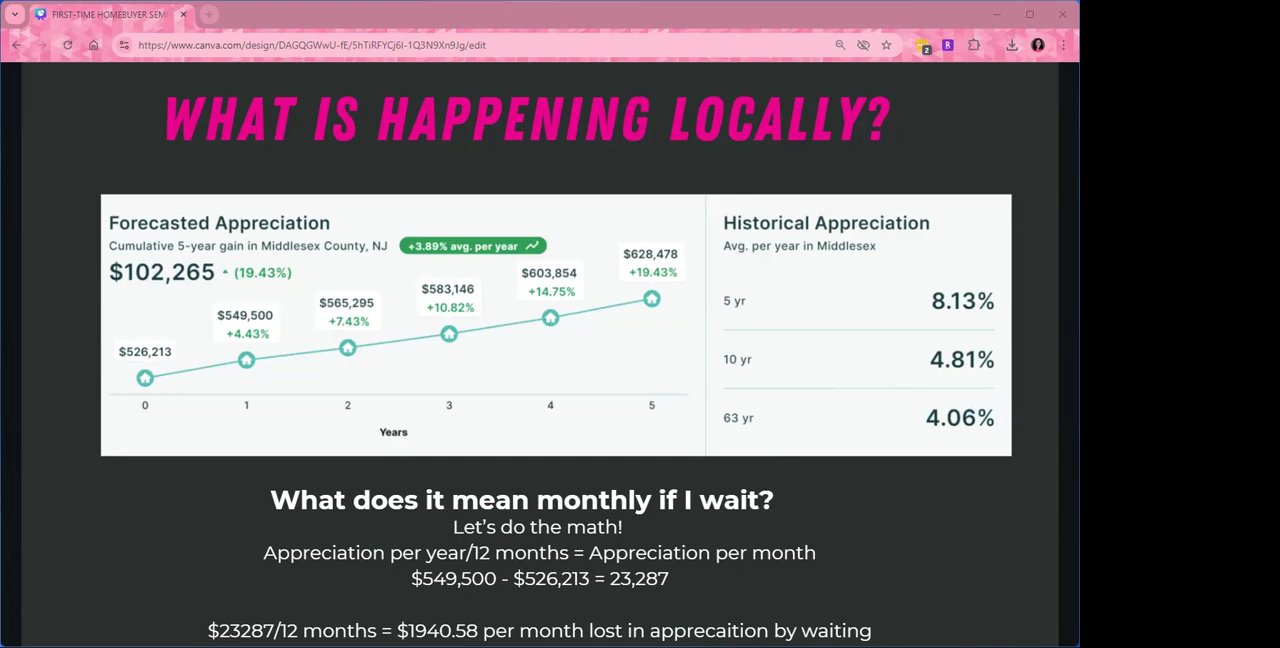 FIRST-TIME HOMEBUYER SEM
https://www.canva.com/design/DAGQGWwU-fE/5hTiRFYCj6I-1Q3N9Xn9Jg/edit
2
R
WHAT IS HAPPENING LOCALLY?
Forecasted Appreciation
Cumulative 5-year gain in Middlesex County, NJ
+3.89% avg. per year
$102,265 (19.43%)
$526,213
$549,500
+4.43%
$565,295
+7.43%
$583,146
+10.82%
$603,854
+14.75%
$628,478
+19.43%
0 1 2 3 4 5
Years
Historical Appreciation
Avg. per year in Middlesex
5 yr 8.13%
10 yr 4.81%
63 yr 4.06%
What does it mean monthly if I wait?
Let's do the math!
Appreciation per year/12 months = Appreciation per month
$549,500 - $526,213 = 23,287
$23287/12 months = $1940.58 per month lost in apprecaition by waiting